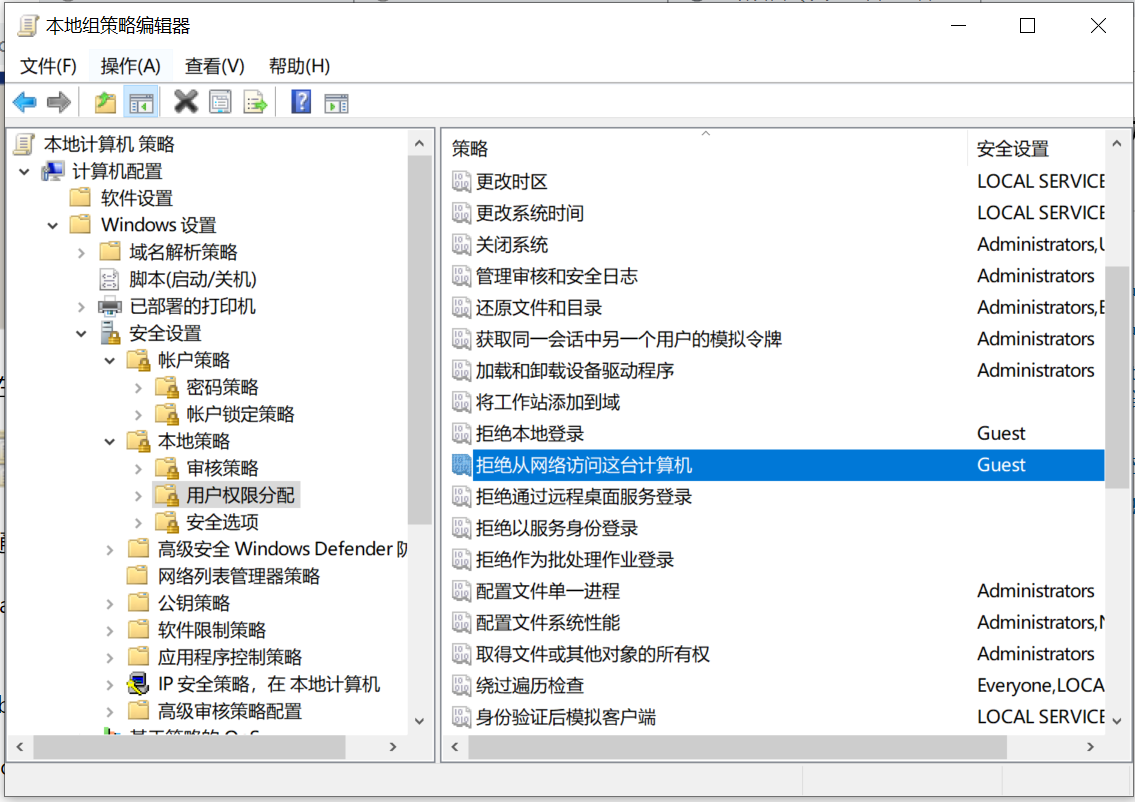 本地组策略编辑器
文件(F) 操作(A) 查看(V) 帮助(H)
本地计算机 策略
计算机配置
软件设置
Windows 设置
域名解析策略
脚本(启动/关机)
已部署的打印机
安全设置
帐户策略
密码策略
帐户锁定策略
本地策略
审核策略
用户权限分配
安全选项
高级安全 Windows Defender 防
网络列表管理器策略
公钥策略
软件限制策略
应用程序控制策略
IP 安全策略，在 本地计算机
高级审核策略配置
基于策略的 QoS
策略 安全设置
更改时区 LOCAL SERVICE
更改系统时间 LOCAL SERVICE
关闭系统 Administrators,U
管理审核和安全日志 Administrators
还原文件和目录 Administrators,B
获取同一会话中另一个用户的模拟令牌 Administrators
加载和卸载设备驱动程序 Administrators
将工作站添加到域
拒绝本地登录 Guest
拒绝从网络访问这台计算机 Guest
拒绝通过远程桌面服务登录
拒绝以服务身份登录
拒绝作为批处理作业登录
配置文件单一进程 Administrators
配置文件系统性能 Administrators,N
取得文件或其他对象的所有权 Administrators
绕过遍历检查 Everyone,LOCA
身份验证后模拟客户端 LOCAL SERVICE